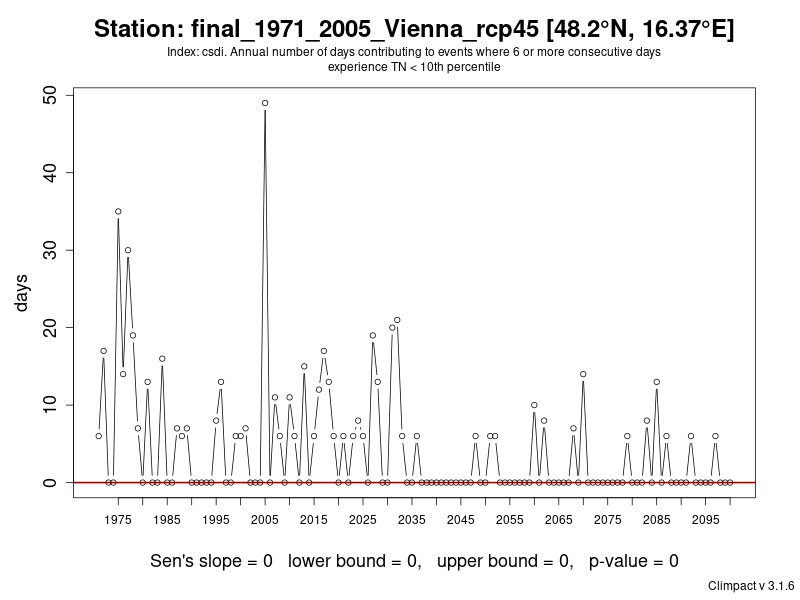 Station: final_1971_2005_Vienna_rcp45 [48.2°N, 16.37°E]
Index: csdi. Annual number of days contributing to events where 6 or more consecutive days
experience TN < 10th percentile
50
40
30
20
10
0
days
1975 1985 1995 2005 2015 2025 2035 2045 2055 2065 2075 2085 2095
Sen's slope = 0 lower bound = 0, upper bound = 0, p-value = 0
Climpact v 3.1.6